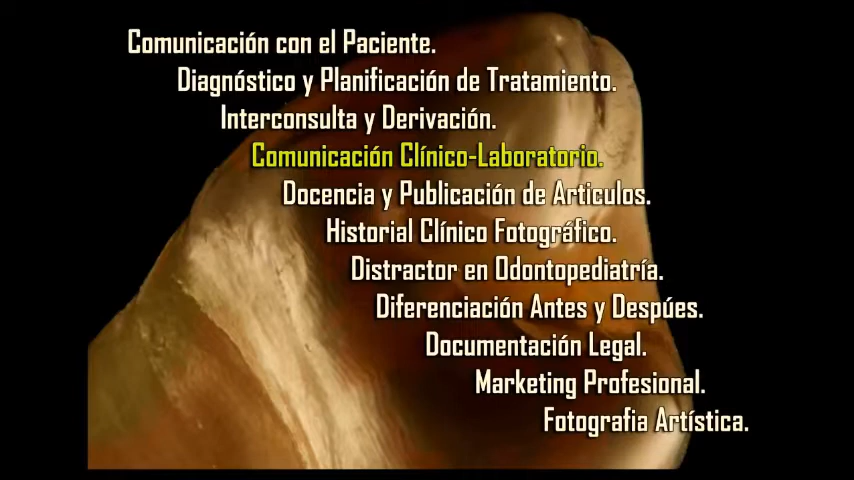 Comunicación con el Paciente.
Diagnóstico y Planificación de Tratamiento.
Interconsulta y Derivación.
Comunicación Clínico-Laboratorio.
Docencia y Publicación de Articulos.
Historial Clínico Fotográfico.
Distractor en Odontopediatría.
Diferenciación Antes y Despúes.
Documentación Legal.
Marketing Profesional.
Fotografia Artística.